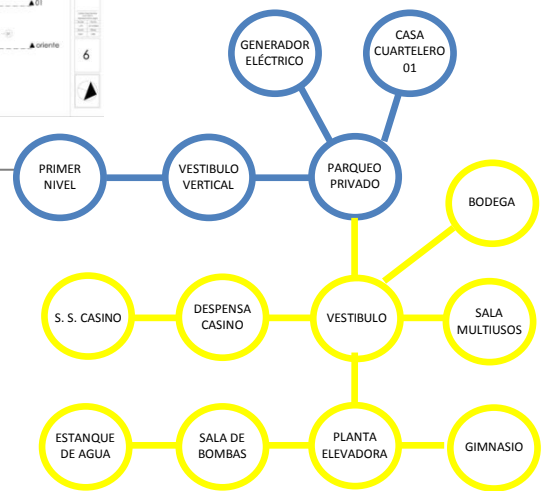 01
oriente
6
GENERADOR
ELÉCTRICO
CASA
CUARTELERO
01
PRIMER
NIVEL
VESTIBULO
VERTICAL
PARQUEO
PRIVADO
BODEGA
S. S. CASINO
DESPENSA
CASINO
VESTIBULO
SALA
MULTIUSOS
ESTANQUE
DE AGUA
SALA DE
BOMBAS
PLANTA
ELEVADORA
GIMNASIO